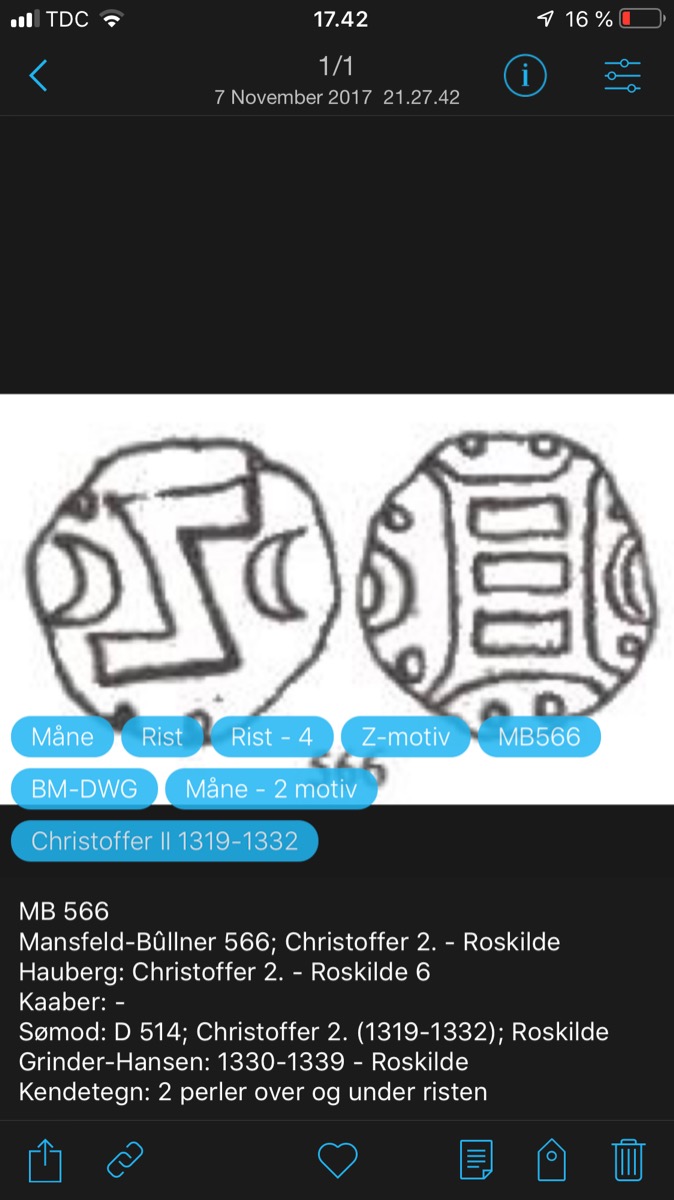 TDC 17.42 16 %
1/1
7 November 2017 21.27.42
Måne Rist Rist - 4 Z-motiv MB566
566
BM-DWG Måne - 2 motiv
Christoffer II 1319-1332
MB 566
Mansfeld-Bûllner 566; Christoffer 2. - Roskilde
Hauberg: Christoffer 2. - Roskilde 6
Kaaber: -
Sømod: D 514; Christoffer 2. (1319-1332); Roskilde
Grinder-Hansen: 1330-1339 - Roskilde
Kendetegn: 2 perler over og under risten